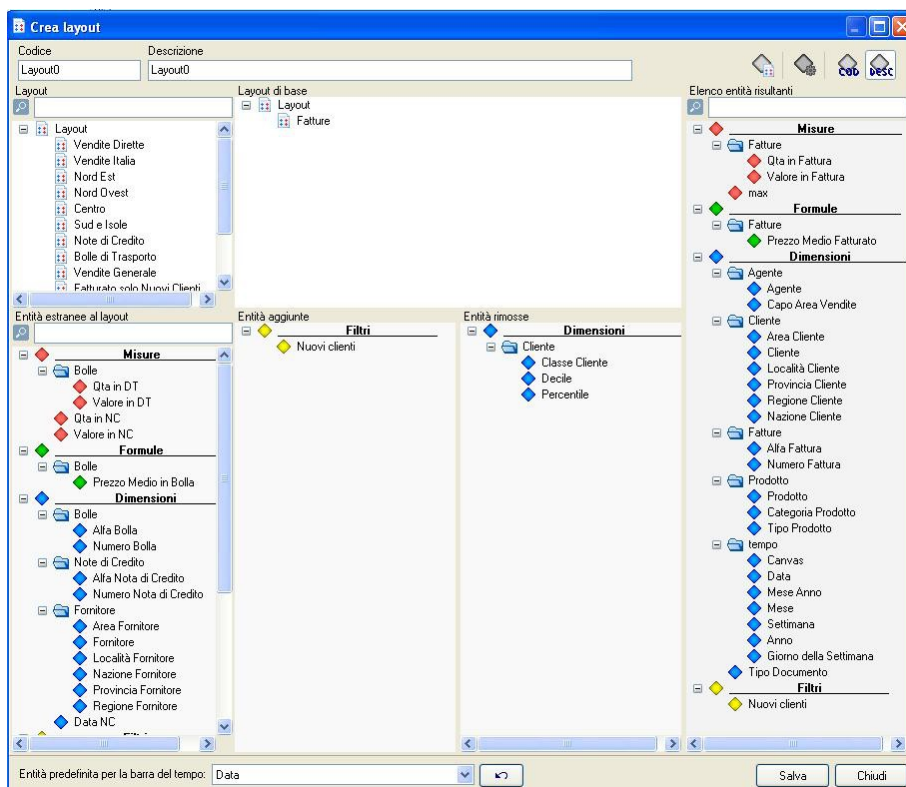 Crea layout
Codice
Descrizione
Layout0
Layout0
COD
DESC
Layout
Layout
Vendite Dirette
Vendite Italia
Nord Est
Nord Ovest
Centro
Sud e Isole
Note di Credito
Bolle di Trasporto
Vendite Generale
Fatturato solo Nuovi Clienti
Layout di base
Layout
Fatture
Elenco entità risultanti
Misure
Fatture
Qta in Fattura
Valore in Fattura
max
Formule
Fatture
Prezzo Medio Fatturato
Dimensioni
Agente
Agente
Capo Area Vendite
Cliente
Area Cliente
Cliente
Località Cliente
Provincia Cliente
Regione Cliente
Nazione Cliente
Fatture
Alfa Fattura
Numero Fattura
Prodotto
Prodotto
Categoria Prodotto
Tipo Prodotto
tempo
Canvas
Data
Mese Anno
Mese
Settimana
Anno
Giorno della Settimana
Tipo Documento
Filtri
Nuovi clienti
Entità estranee al layout
Misure
Bolle
Qta in DT
Valore in DT
Qta in NC
Valore in NC
Formule
Bolle
Prezzo Medio in Bolla
Dimensioni
Bolle
Alfa Bolla
Numero Bolla
Note di Credito
Alfa Nota di Credito
Numero Nota di Credito
Fornitore
Area Fornitore
Fornitore
Località Fornitore
Nazione Fornitore
Provincia Fornitore
Regione Fornitore
Data NC
Filtri
Entità aggiunte
Filtri
Nuovi clienti
Entità rimosse
Dimensioni
Cliente
Classe Cliente
Decile
Percentile
Entità predefinita per la barra del tempo:
Data
Salva
Chiudi